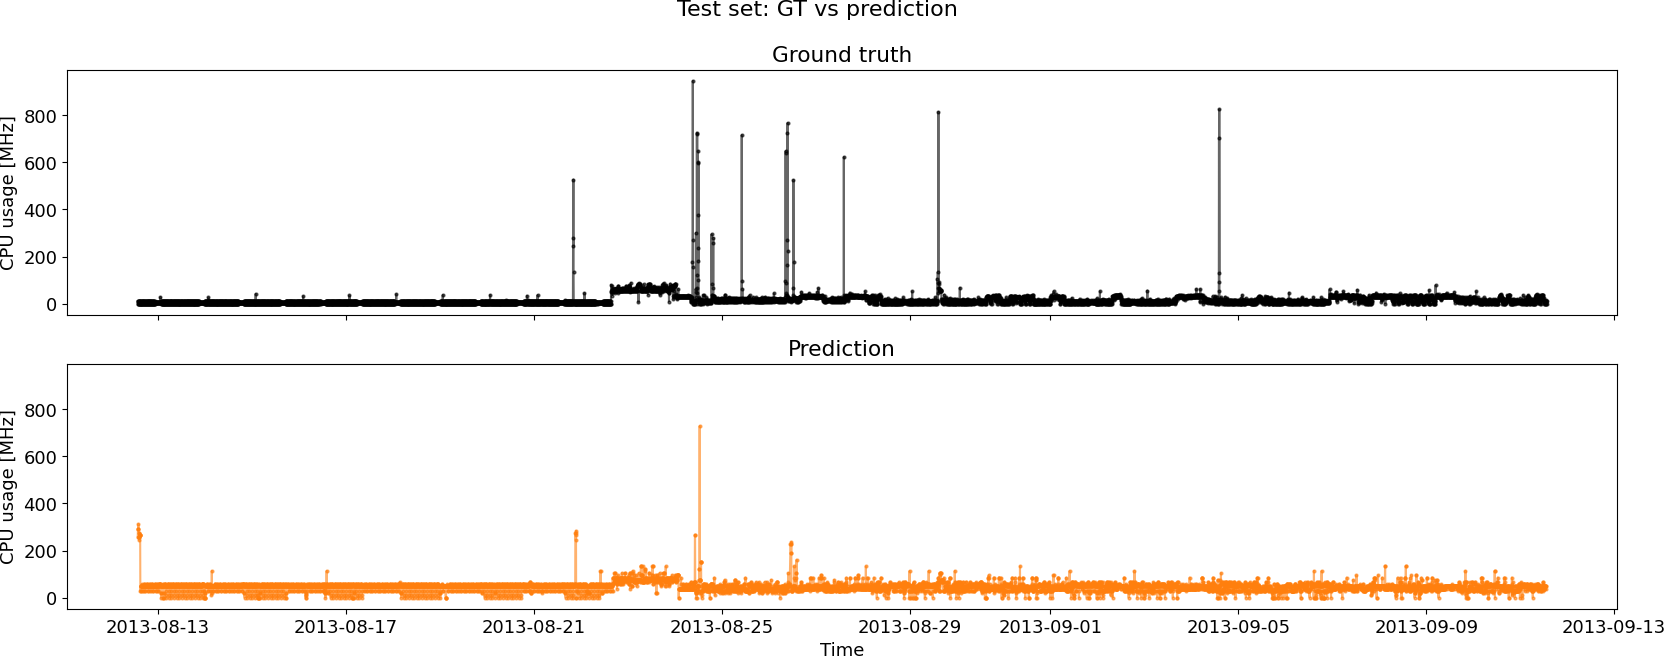 Test set: GT vs prediction
Ground truth
CPU usage [MHz]
800
600
400
200
0
Prediction
CPU usage [MHz]
800
600
400
200
0
2013-08-13 2013-08-17 2013-08-21 2013-08-25 2013-08-29 2013-09-01 2013-09-05 2013-09-09 2013-09-13
Time